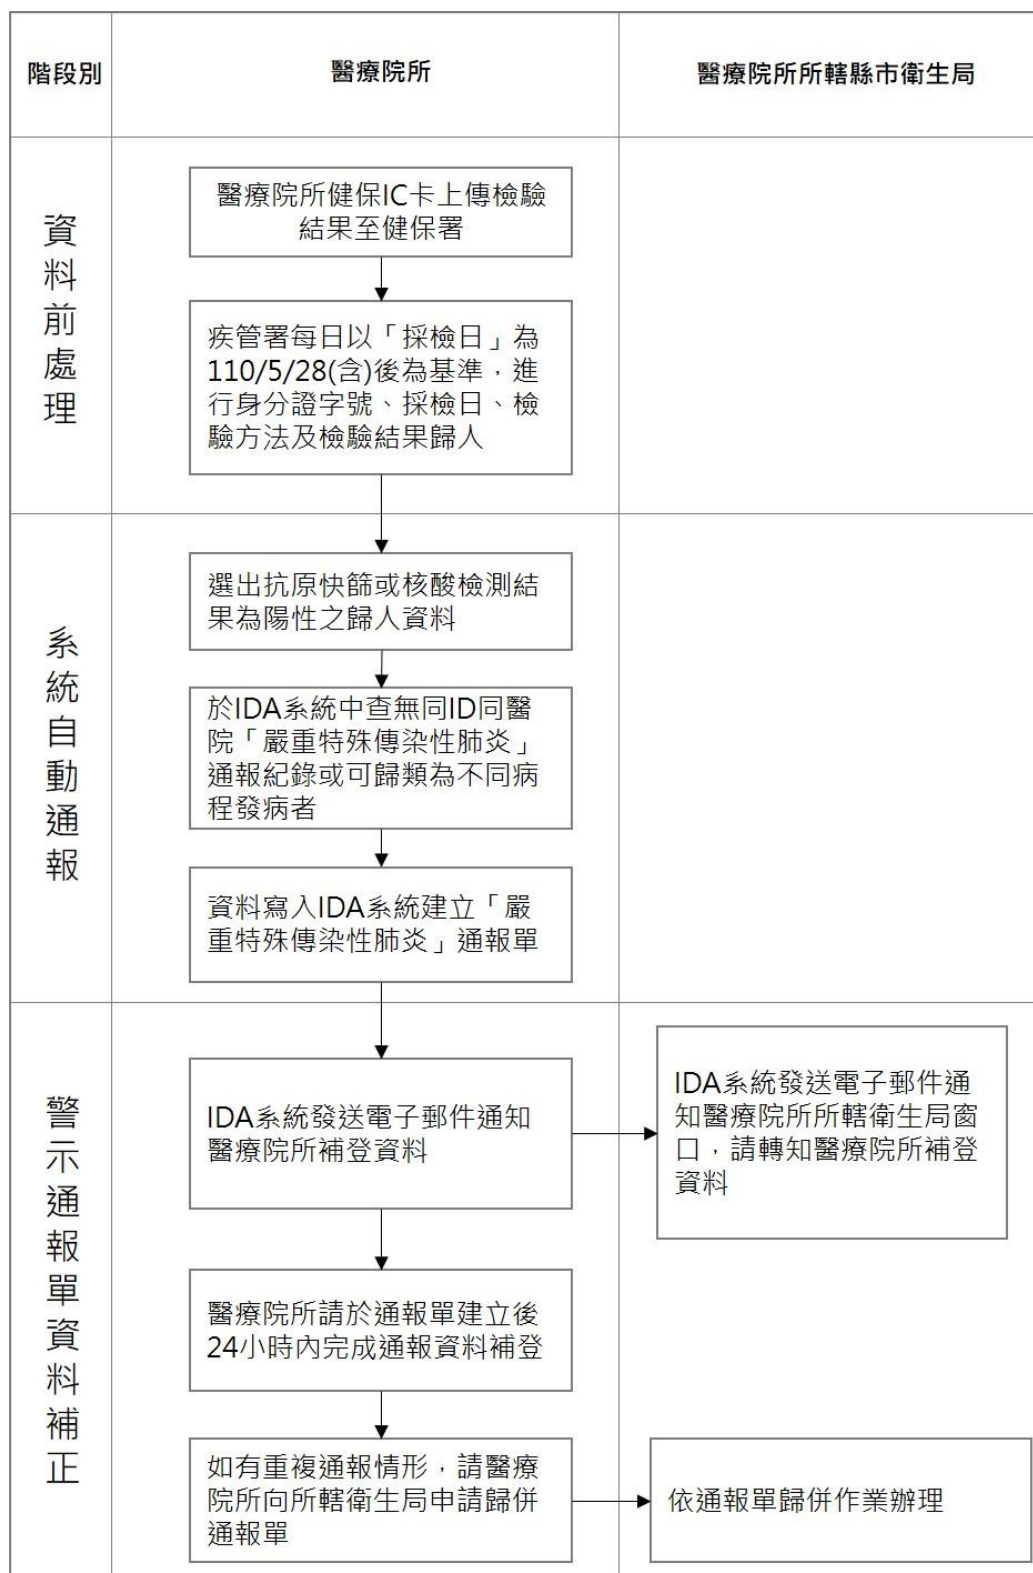 階段別
醫療院所
醫療院所所轄縣市衛生局
資料前處理
醫療院所健保IC卡上傳檢驗
結果至健保署
疾管署每日以「採檢日」為
110/5/28(含)後為基準，進
行身分證字號、採檢日、檢
驗方法及檢驗結果歸人
系統自動通報
選出抗原快篩或核酸檢測結
果為陽性之歸人資料
於IDA系統中查無同ID同醫
院「嚴重特殊傳染性肺炎」
通報紀錄或可歸類為不同病
程發病者
資料寫入IDA系統建立「嚴
重特殊傳染性肺炎」通報單
警示通報單資料補正
IDA系統發送電子郵件通知
醫療院所補登資料
IDA系統發送電子郵件通
知醫療院所所轄衛生局窗
口，請轉知醫療院所補登
資料
醫療院所請於通報單建立後
24小時內完成通報資料補登
如有重複通報情形，請醫療
院所向所轄衛生局申請歸併
通報單
依通報單歸併作業辦理